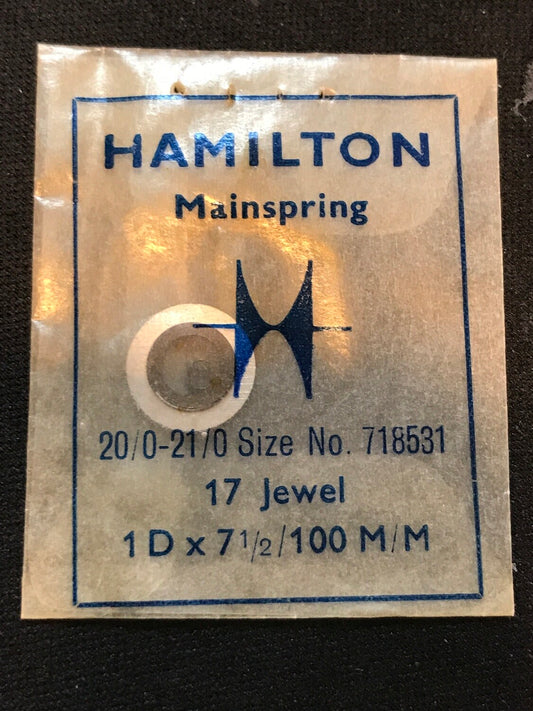 HAMILTON
Mainspring
20/0-21/0 Size No. 718531
17 Jewel
1 D x 7 1/2/100 M/M